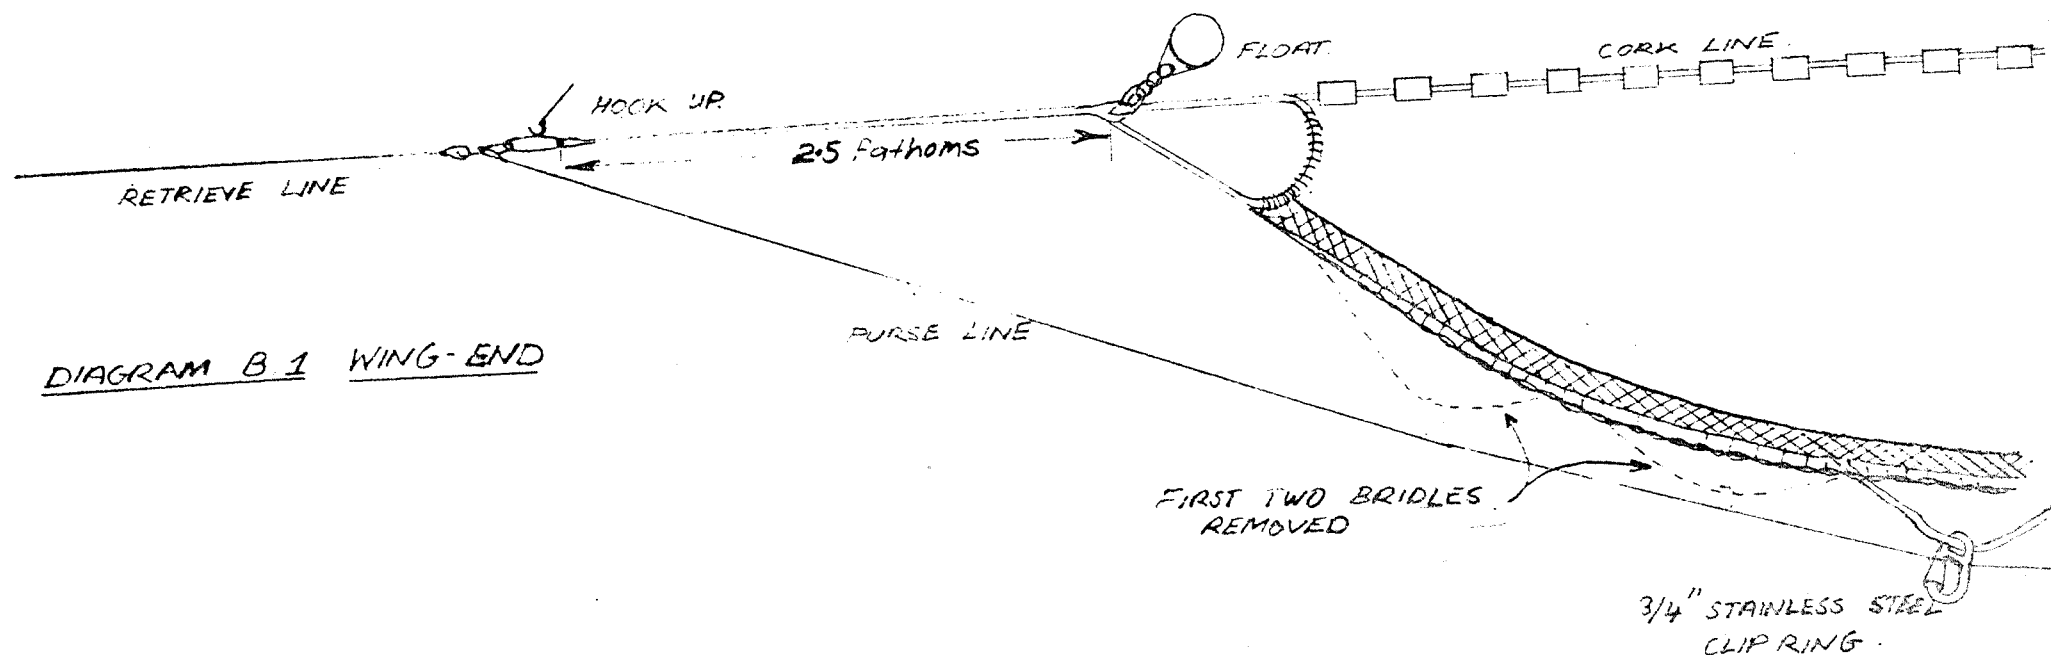 FLOAT.
CORK LINE.
HOOK UP.
2.5 Fathoms
RETRIEVE LINE
PURSE LINE
DIAGRAM B 1 WING-END
FIRST TWO BRIDLES
REMOVED
3/4" STAINLESS STEEL
CLIP RING.